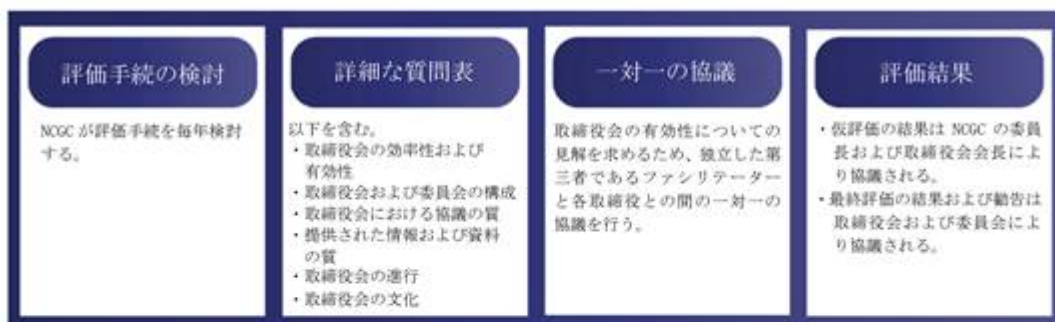 評価手続の検討
NCGC が評価手続を毎年検討
する。
詳細な質問表
以下を含む。
・取締役会の効率性および
有効性
・取締役会および委員会の構成
・取締役会における協議の質
・提供された情報および資料
の質
・取締役会の進行
・取締役会の文化
一対一の協議
取締役会の有効性についての
見解を求めるため、独立した第
三者であるファシリテーター
と各取締役との間の一対一の
協議を行う。
評価結果
・仮評価の結果は NCGC の委員
長および取締役会会長によ
り協議される。
・最終評価の結果および勧告は
取締役会および委員会によ
り協議される。